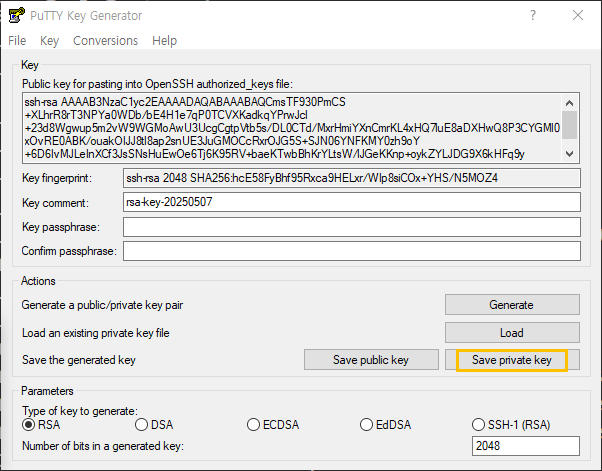 PuTTY Key Generator
File Key Conversions Help
Key
Public key for pasting into OpenSSH authorized_keys file:
ssh-rsa AAAAB3NzaC1yc2EAAAADAQABAAABAQCmsTF930PmCS
+XLhrR8rT3NPYa0WDb/bE4H1e7qP0TCVXKadkqYPrwJcl
+23d8Wgwup5m2vW9WGMoAwU3UcgCgtpVtb5s/DL0CTd/MxrHmiYXnCmrKL4xHQ7luE8aDXHwQ8P3CYGMl0
xOvRE0ABK/ouakOIJJ8tl8ap2snUE3JuGMOCcRxrOJG5S+SJN06YNFKMY0zh9oY
+6D6IvMJLeInXCf3JsSNsHuEwOe6Tj6K95RV+baeKTwbBhKrYLtsW/IJGeKKnp+oykZYLJDG9X6kHFq9y
Key fingerprint: ssh-rsa 2048 SHA256:hcE58FyBhf95Rxca9HELxr/WIp8siCOx+YHS/N5MOZ4
Key comment: rsa-key-20250507
Key passphrase:
Confirm passphrase:
Actions
Generate a public/private key pair Generate
Load an existing private key file Load
Save the generated key Save public key Save private key
Parameters
Type of key to generate:
RSA DSA ECDSA EdDSA SSH-1 (RSA)
Number of bits in a generated key: 2048